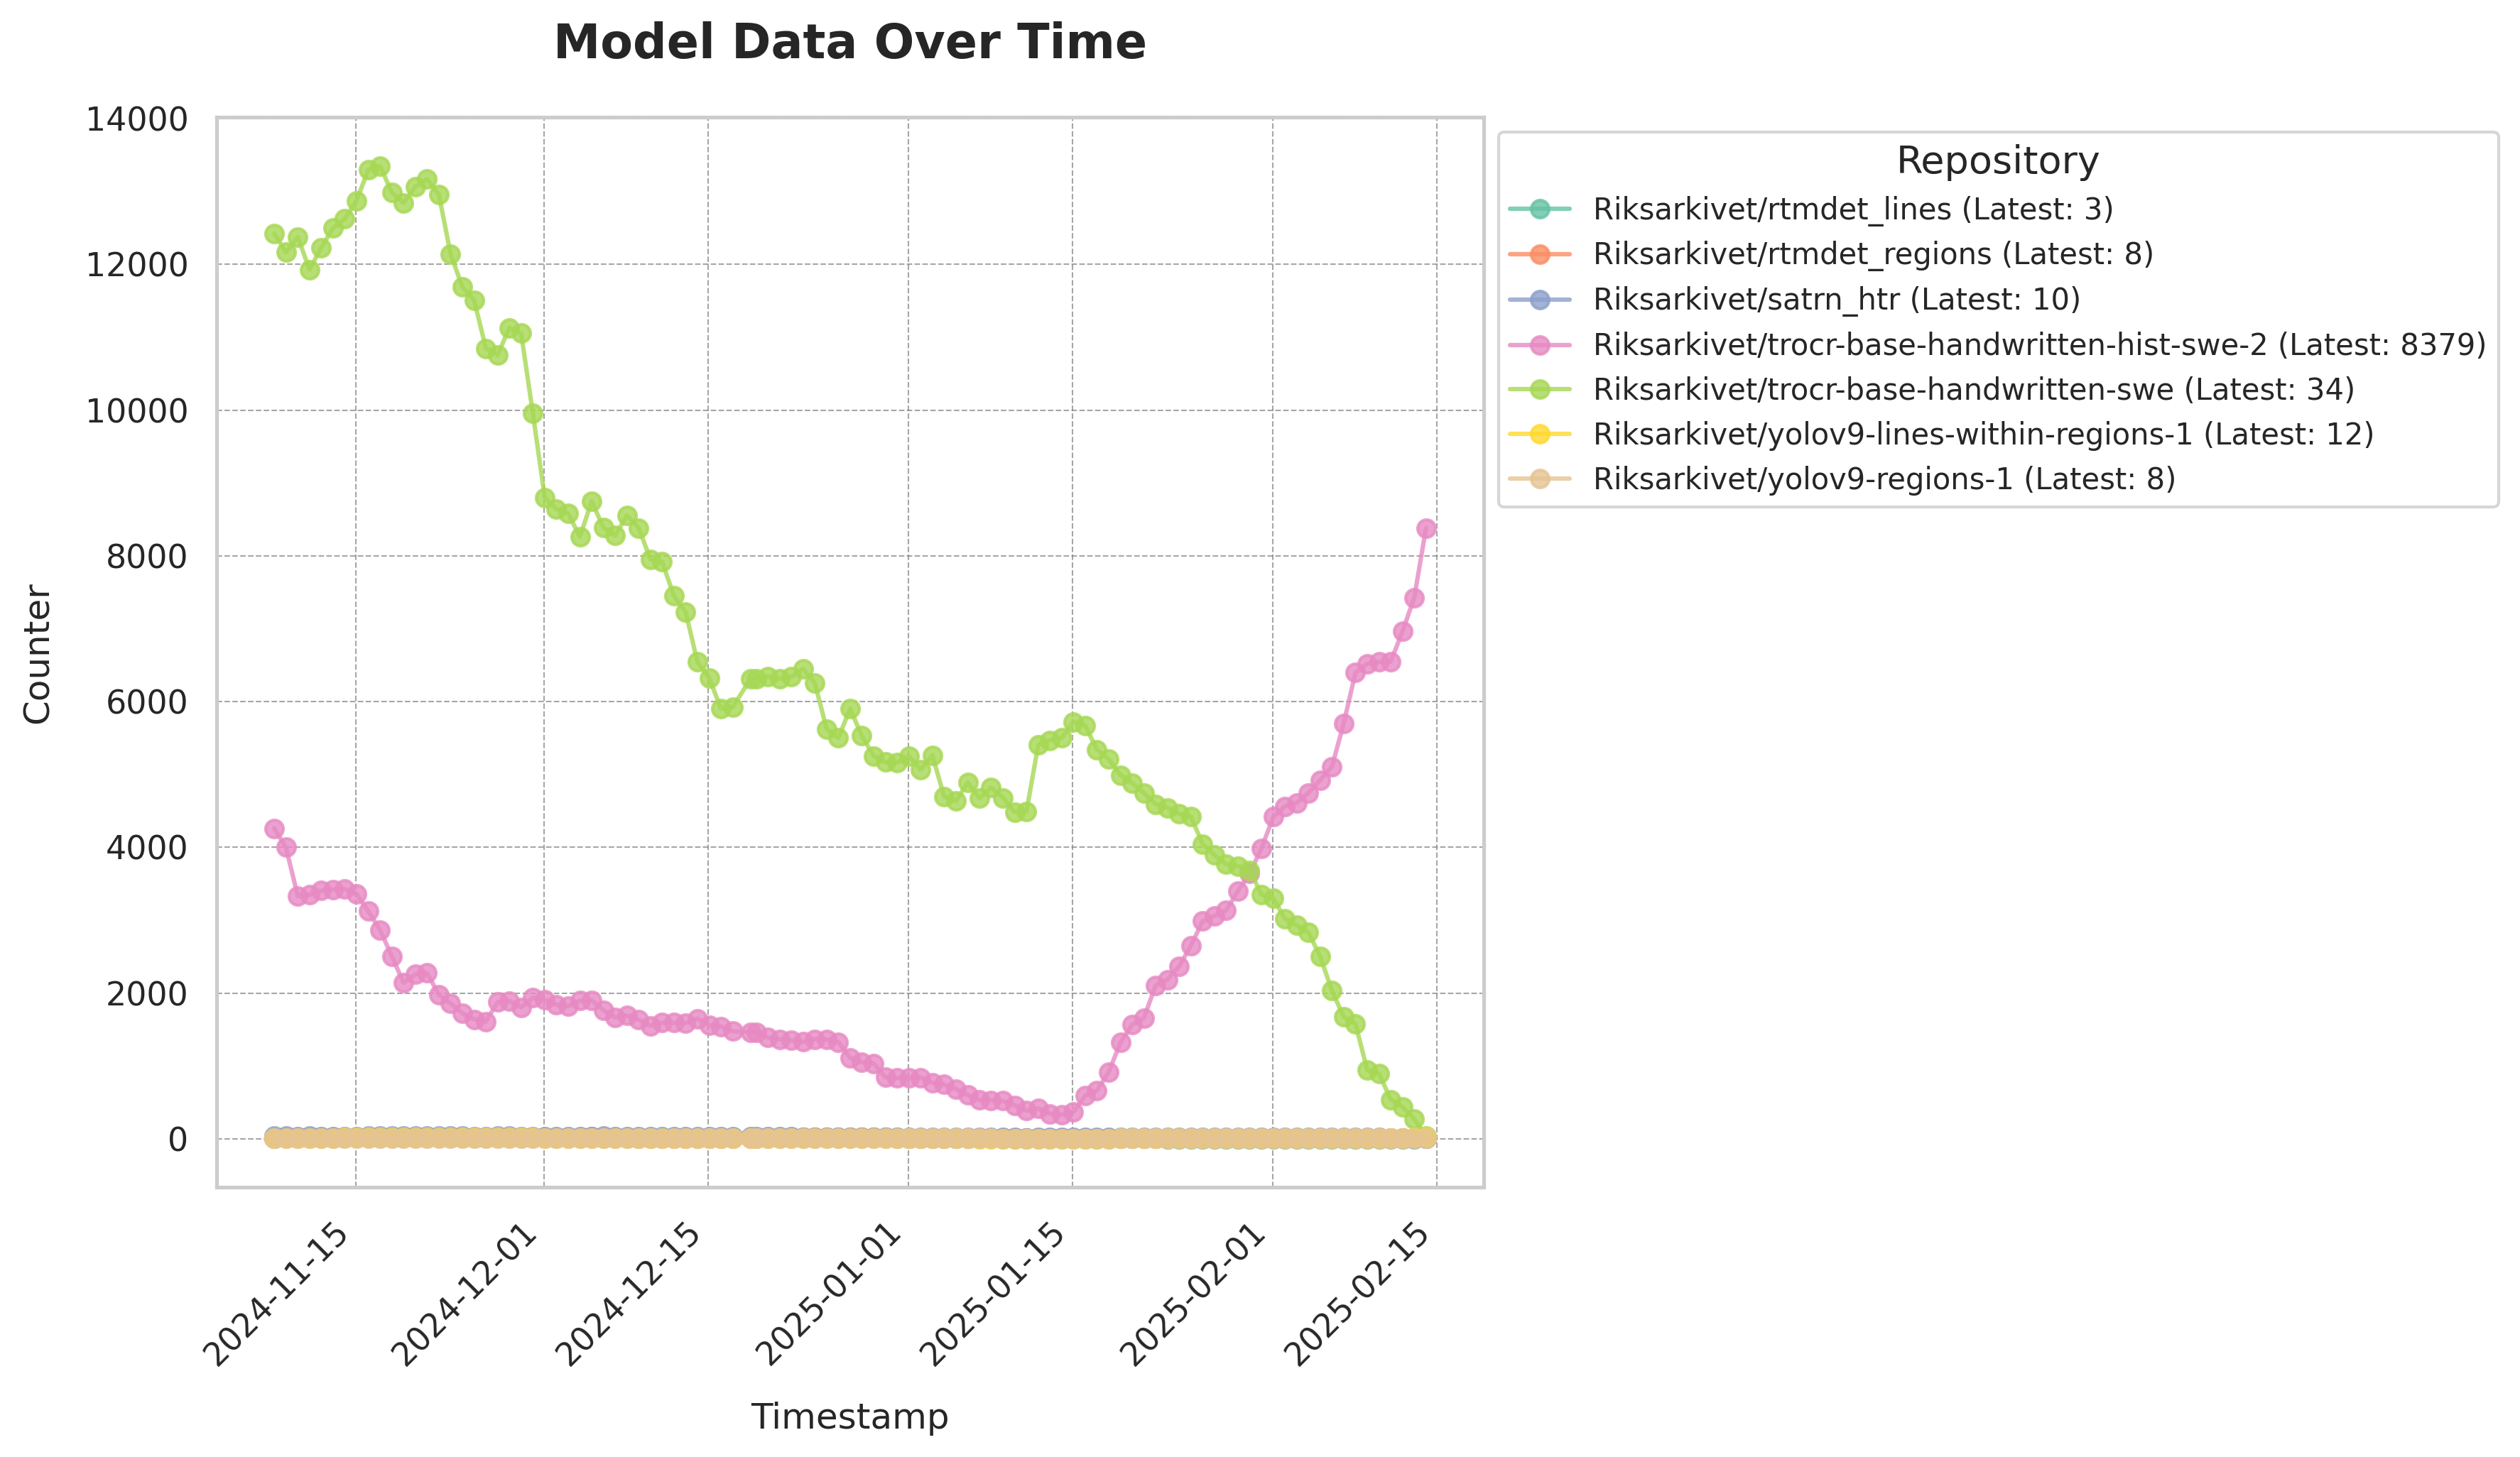 Model Data Over Time
14000
12000
10000
8000
6000
4000
2000
0
Counter
2024-11-15
2024-12-01
2024-12-15
2025-01-01
2025-01-15
2025-02-01
2025-02-15
Timestamp
Repository
Riksarkivet/rtmdet_lines (Latest: 3)
Riksarkivet/rtmdet_regions (Latest: 8)
Riksarkivet/satrn_htr (Latest: 10)
Riksarkivet/trocr-base-handwritten-hist-swe-2 (Latest: 8379)
Riksarkivet/trocr-base-handwritten-swe (Latest: 34)
Riksarkivet/yolov9-lines-within-regions-1 (Latest: 12)
Riksarkivet/yolov9-regions-1 (Latest: 8)